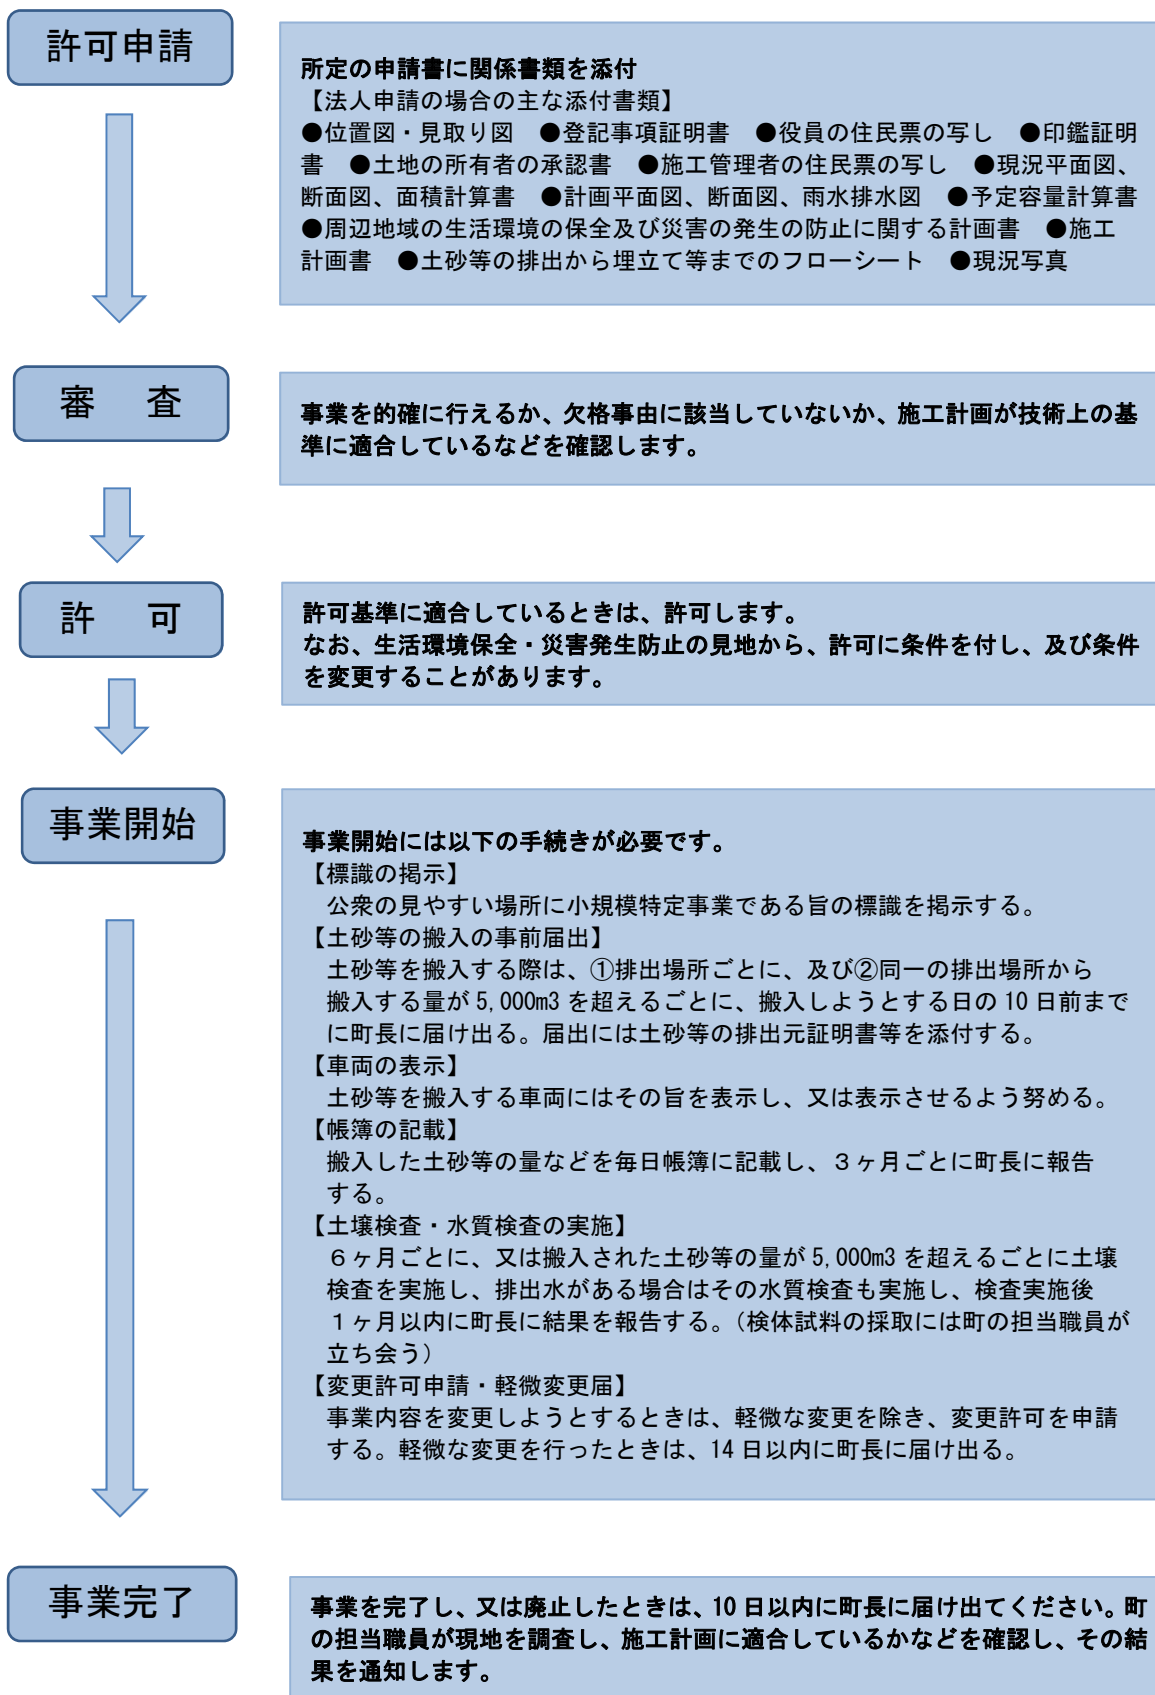 許可申請
所定の申請書に関係書類を添付
【法人申請の場合の主な添付書類】
●位置図・見取り図　●登記事項証明書　●役員の住民票の写し　●印鑑証明
書　●土地の所有者の承認書　●施工管理者の住民票の写し　●現況平面図、
断面図、面積計算書　●計画平面図、断面図、雨水排水図　●予定容量計算書
●周辺地域の生活環境の保全及び災害の発生の防止に関する計画書　●施工
計画書　●土砂等の排出から埋立て等までのフローシート　●現況写真
審　査
事業を的確に行えるか、欠格事由に該当していないか、施工計画が技術上の基
準に適合しているなどを確認します。
許　可
許可基準に適合しているときは、許可します。
なお、生活環境保全・災害発生防止の見地から、許可に条件を付し、及び条件
を変更することがあります。
事業開始
事業開始には以下の手続きが必要です。
【標識の掲示】
公衆の見やすい場所に小規模特定事業である旨の標識を掲示する。
【土砂等の搬入の事前届出】
土砂等を搬入する際は、①排出場所ごとに、及び②同一の排出場所から
搬入する量が 5,000m3 を超えるごとに、搬入しようとする日の 10 日前まで
に町長に届け出る。届出には土砂等の排出元証明書等を添付する。
【車両の表示】
土砂等を搬入する車両にはその旨を表示し、又は表示させるよう努める。
【帳簿の記載】
搬入した土砂等の量などを毎日帳簿に記載し、３ヶ月ごとに町長に報告
する。
【土壌検査・水質検査の実施】
６ヶ月ごとに、又は搬入された土砂等の量が 5,000m3 を超えるごとに土壌
検査を実施し、排出水がある場合はその水質検査も実施し、検査実施後
１ヶ月以内に町長に結果を報告する。（検体試料の採取には町の担当職員が
立ち会う）
【変更許可申請・軽微変更届】
事業内容を変更しようとするときは、軽微な変更を除き、変更許可を申請
する。軽微な変更を行ったときは、14 日以内に町長に届け出る。
事業完了
事業を完了し、又は廃止したときは、10 日以内に町長に届け出てください。町
の担当職員が現地を調査し、施工計画に適合しているかなどを確認し、その結
果を通知します。